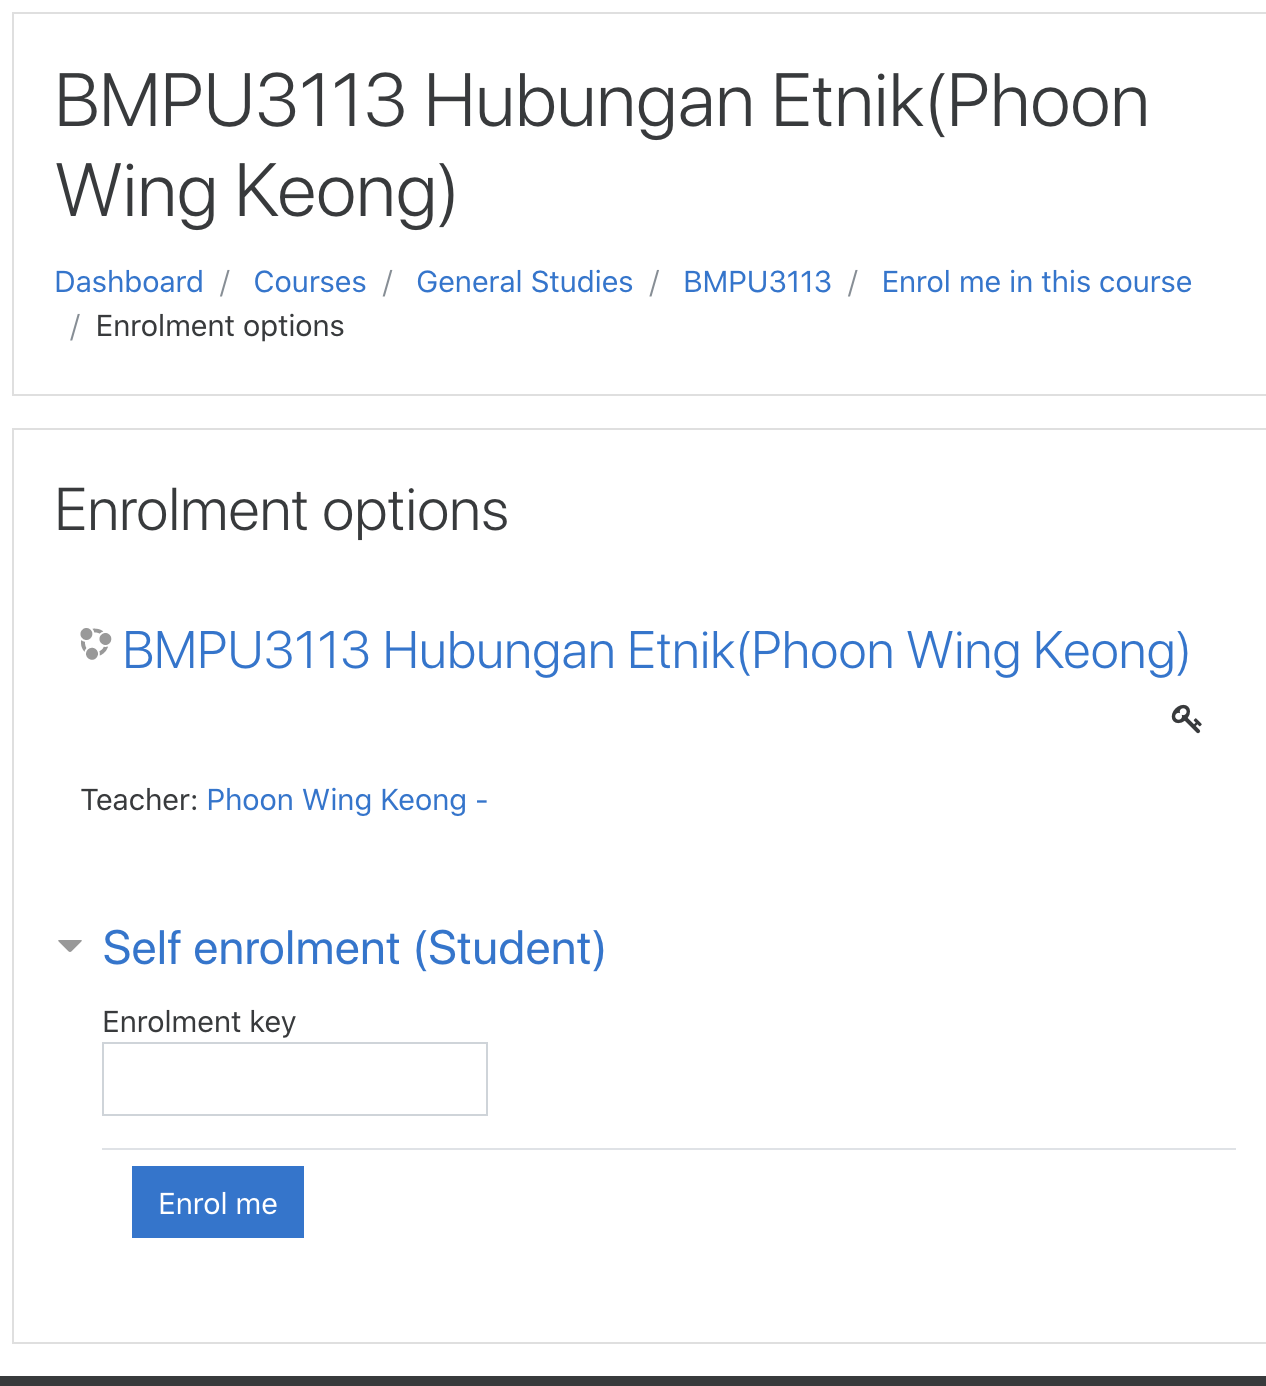 BMPU3113 Hubungan Etnik(Phoon
Wing Keong)
Dashboard / Courses / General Studies / BMPU3113 / Enrol me in this course
/ Enrolment options
Enrolment options
BMPU3113 Hubungan Etnik(Phoon Wing Keong)
Teacher: Phoon Wing Keong -
Self enrolment (Student)
Enrolment key
Enrol me